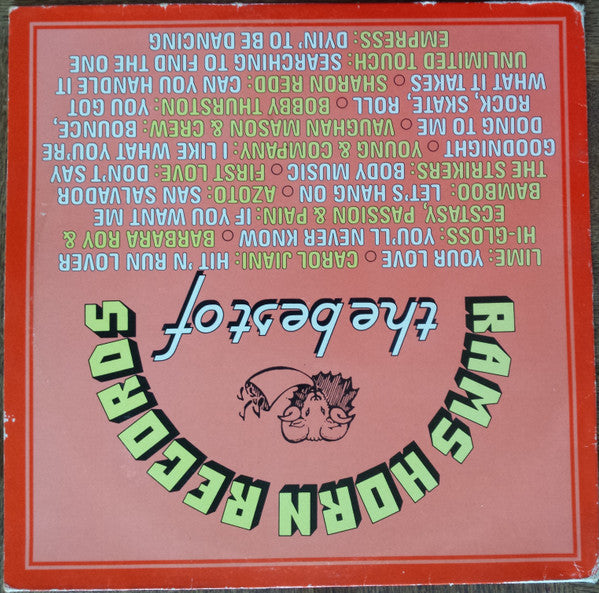 RAMS HORN RECORDS
the best of
LIME: YOUR LOVE ○ CAROL JIANI: HIT 'N RUN LOVER
HI-GLOSS: YOU'LL NEVER KNOW ○ BARBARA ROY &
ECSTASY, PASSION & PAIN: IF YOU WANT ME
BAMBOO: LET'S HANG ON ○ AZOTO: SAN SALVADOR
THE STRIKERS: BODY MUSIC ○ FIRST LOVE: DON'T SAY
GOODNIGHT ○ YOUNG & COMPANY: I LIKE WHAT YOU'RE
DOING TO ME ○ VAUGHAN MASON & CREW: BOUNCE,
ROCK, SKATE, ROLL ○ BOBBY THURSTON: YOU GOT
WHAT IT TAKES ○ SHARON REDD: CAN YOU HANDLE IT
UNLIMITED TOUCH: SEARCHING TO FIND THE ONE
EMPRESS: DYIN' TO BE DANCING